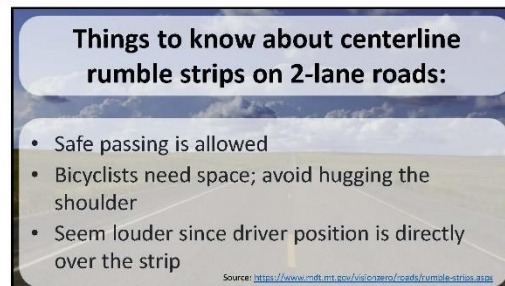 Things to know about centerline
rumble strips on 2-lane roads:
• Safe passing is allowed
• Bicyclists need space; avoid hugging the
shoulder
• Seem louder since driver position is directly
over the strip
Source: https://www.mdt.mt.gov/visionzero/roads/rumble-strips.aspx